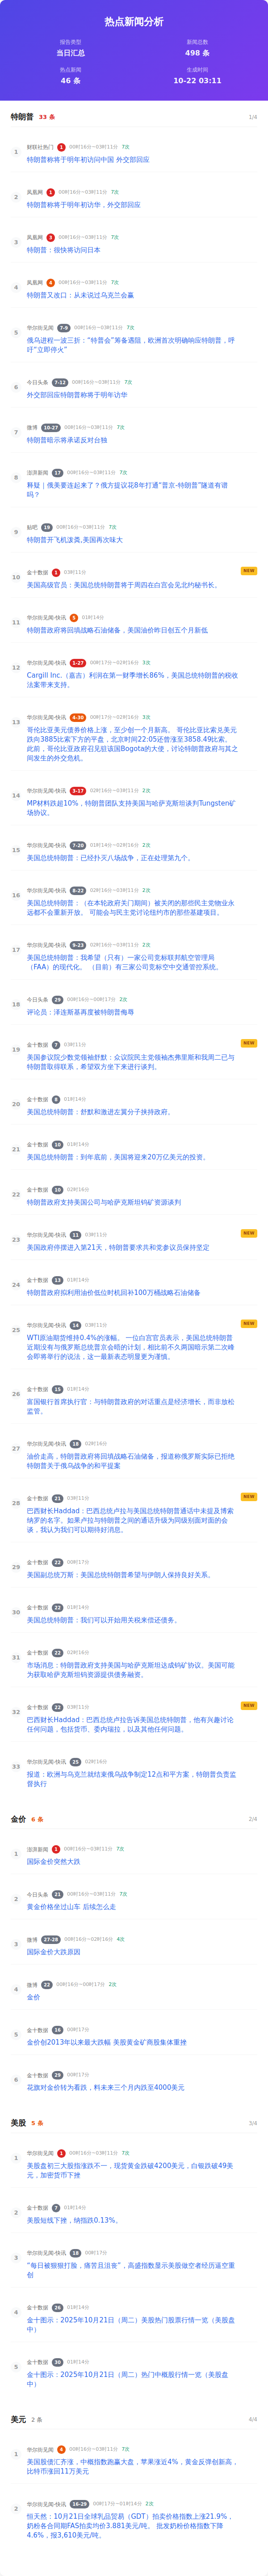 热点新闻分析
报告类型
当日汇总
新闻总数
498 条
热点新闻
46 条
生成时间
10-22 03:11
特朗普 33 条 1/4
1
财联社热门 1 00时16分~03时11分 7次
特朗普称将于明年初访问中国 外交部回应
2
凤凰网 1 00时16分~03时11分 7次
特朗普称将于明年初访华，外交部回应
3
凤凰网 3 00时16分~03时12分 7次
特朗普：很快将访问日本
4
凤凰网 4 00时16分~03时11分 7次
特朗普又改口：从未说过乌克兰会赢
5
华尔街见闻 7-9 00时16分~03时11分 7次
俄乌进程一波三折：“特普会”筹备遇阻，欧洲首次明确响应特朗普，呼
吁“立即停火”
6
今日头条 7-12 00时16分~03时11分 7次
外交部回应特朗普称将于明年初访华
7
微博 10-27 00时16分~03时11分 7次
特朗普暗示将承诺反对台独
8
澎湃新闻 17 00时16分~03时11分 7次
释疑｜俄美要连起来了？俄方提议花8年打通“普京-特朗普”隧道有谱
吗？
9
贴吧 19 00时16分~03时11分 7次
特朗普开飞机泼粪,美国再次味大
10
金十数据 1 03时11分 NEW
美国高级官员：美国总统特朗普将于周四在白宫会见北约秘书长。
11
华尔街见闻-快讯 3 01时14分
特朗普政府将回填战略石油储备，美国油价昨日创五个月新低
12
华尔街见闻-快讯 1-27 00时17分~02时16分 3次
Cargill Inc.（嘉吉）利润在第一财季增长86%，美国总统特朗普的税收
法案带来支持。
13
华尔街见闻-快讯 4-30 00时17分~02时16分 3次
哥伦比亚美元债券价格上涨，至少创一个月新高。 哥伦比亚比索兑美元
跌向3885比索下方的平盘，北京时间22:05还曾涨至3858.49比索。
此前，哥伦比亚政府召见驻该国Bogota的大使，讨论特朗普政府与其之
间发生的外交危机。
14
华尔街见闻-快讯 3-17 02时16分~03时11分 2次
MP材料跌超10%，特朗普团队支持美国与哈萨克斯坦谈判Tungsten矿
场协议。
15
华尔街见闻-快讯 7-20 01时14分~02时16分 2次
美国总统特朗普：已经扑灭八场战争，正在处理第九个。
16
华尔街见闻-快讯 8-22 02时16分~03时11分 2次
美国总统特朗普：（在本轮政府关门期间）被关闭的那些民主党物业永
远都不会重新开放。 可能会与民主党讨论纽约市的那些基建项目。
17
华尔街见闻-快讯 9-23 02时16分~03时11分 2次
美国总统特朗普：我希望（只有）一家公司竞标联邦航空管理局
（FAA）的现代化。 （目前）有三家公司竞标空中交通管控系统。
18
今日头条 29 00时16分~00时17分 2次
评论员：泽连斯基再度被特朗普侮辱
19
金十数据 7 03时11分 NEW
美国参议院少数党领袖舒默：众议院民主党领袖杰弗里斯和我周二已与
特朗普取得联系，希望双方坐下来进行谈判。
20
金十数据 8 01时14分
美国总统特朗普：舒默和激进左翼分子挟持政府。
21
金十数据 10 01时14分
美国总统特朗普：到年底前，美国将迎来20万亿美元的投资。
22
金十数据 10 02时16分
特朗普政府支持美国公司与哈萨克斯坦钨矿资源谈判
23
华尔街见闻-快讯 11 03时11分 NEW
美国政府停摆进入第21天，特朗普要求共和党参议员保持坚定
24
金十数据 13 01时14分
特朗普政府拟利用油价低位时机回补100万桶战略石油储备
25
华尔街见闻-快讯 14 03时11分 NEW
WTI原油期货维持0.4%的涨幅。 一位白宫官员表示，美国总统特朗普
近期没有与俄罗斯总统普京会晤的计划，相比前不久两国暗示第二次峰
会即将举行的说法，这一最新表态明显更为谨慎。
26
金十数据 15 01时14分
富国银行首席执行官：与特朗普政府的对话重点是经济增长，而非放松
监管。
27
华尔街见闻-快讯 18 02时16分
油价走高，特朗普政府将回填战略石油储备，报道称俄罗斯实际已拒绝
特朗普关于俄乌战争的和平提案
28
金十数据 21 03时11分 NEW
巴西财长Haddad：巴西总统卢拉与美国总统特朗普通话中未提及博索
纳罗的名字。如果卢拉与特朗普之间的通话升级为同级别面对面的会
谈，我认为我们可以期待好消息。
29
金十数据 22 00时17分
美国副总统万斯：美国总统特朗普希望与伊朗人保持良好关系。
30
金十数据 22 01时14分
美国总统特朗普：我们可以开始用关税来偿还债务。
31
金十数据 22 02时16分
市场消息：特朗普政府支持美国与哈萨克斯坦达成钨矿协议。美国可能
为获取哈萨克斯坦钨资源提供债务融资。
32
金十数据 22 03时11分 NEW
巴西财长Haddad：巴西总统卢拉告诉美国总统特朗普，他有兴趣讨论
任何问题，包括货币、委内瑞拉，以及其他任何问题。
33
华尔街见闻-快讯 25 02时16分
报道：欧洲与乌克兰就结束俄乌战争制定12点和平方案，特朗普负责监
督执行
金价 6 条 2/4
1
澎湃新闻 1 00时16分~03时11分 7次
国际金价突然大跌
2
今日头条 21 00时16分~03时11分 7次
黄金价格坐过山车 后续怎么走
3
微博 27-28 00时16分~02时16分 4次
国际金价大跌原因
4
微博 22 00时16分~00时17分 2次
金价
5
金十数据 16 00时17分
金价创2013年以来最大跌幅 美股黄金矿商股集体重挫
6
金十数据 29 00时17分
花旗对金价转为看跌，料未来三个月内跌至4000美元
美股 5 条 3/4
1
华尔街见闻 1 00时16分~03时11分 7次
美股盘初三大股指涨跌不一，现货黄金跌破4200美元，白银跌破49美
元，加密货币下挫
2
金十数据 7 01时14分
美股短线下挫，纳指跌0.13%。
3
华尔街见闻-快讯 18 00时17分
“每日被狠狠打脸，痛苦且沮丧”，高盛指数显示美股做空者经历逼空重
创
4
金十数据 26 01时14分
金十图示：2025年10月21日（周二）美股热门股票行情一览（美股盘
中）
5
金十数据 30 01时14分
金十图示：2025年10月21日（周二）热门中概股行情一览（美股盘
中）
美元 2 条 4/4
1
华尔街见闻 4 00时16分~03时11分 7次
美国股债汇齐涨，中概指数跑赢大盘，苹果涨近4%，黄金反弹创新高，
比特币涨回11万美元
2
华尔街见闻-快讯 16-29 00时17分~01时14分 2次
恒天然：10月21日全球乳品贸易（GDT）拍卖价格指数上涨21.9%，
奶粉各合同期FAS拍卖均价3.881美元/吨。 批发奶粉价格指数下降
4.6%，报3,610美元/吨。